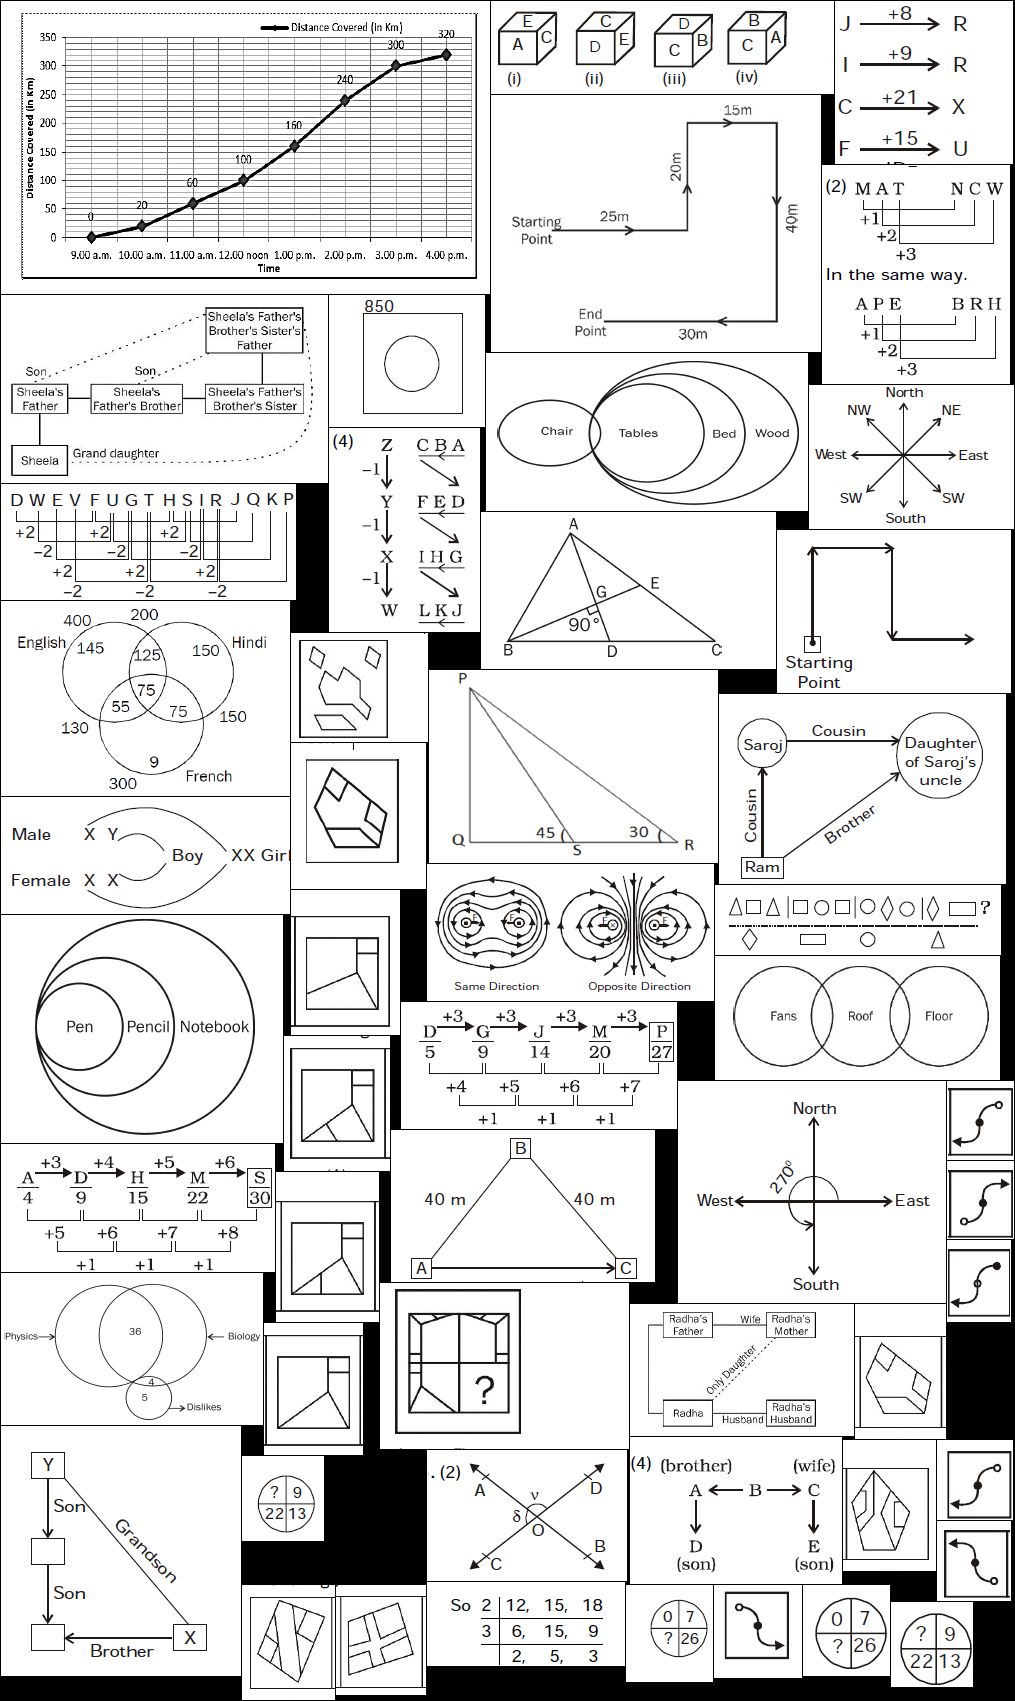 Distance Covered (in Km)
350
300
250
200
150
100
50
0
Distance Covered (in Km)
0
20
60
100
160
240
300
320
9.00 a.m. 10.00 a.m. 11.00 a.m. 12.00 noon 1.00 p.m. 2.00 p.m. 3.00 p.m. 4.00 p.m.
Time
E A C
C D E
D C B
B C A
(i) (ii) (iii) (iv)
J +8 R
I +9 R
C +21 X
F +15 U
15m
20m
Starting Point
25m
40m
End Point
30m
(2) M A T N C W
+1
+2
+3
In the same way.
A P E B R H
+1
+2
+3
Sheela's Father's
Brother's Sister's
Father
Son
Son
Sheela's Father
Sheela's Father's Brother
Sheela's Father's Brother's Sister
Sheela
Grand daughter
850
Chair Tables Bed Wood
North
NW NE
West East
SW SW
South
(4) Z C B A
−1
Y F E D
−1
X I H G
−1
W L K J
D W E V F U G T H S I R J Q K P
+2 +2 +2
−2 −2 −2
+2 +2 +2
−2 −2 −2
A
G E
90°
B D C
Starting
Point
400 200
English Hindi
145 125 150
75
55 75
130 150
9
French
300
P
45 30
Q S R
Saroj
Cousin
Daughter of Saroj's uncle
Cousin
Brother
Ram
Male X Y
Boy XX Girl
Female X X
F F F F
Same Direction Opposite Direction
?
Pen Pencil Notebook
Fans Roof Floor
+3 +3 +3 +3
D G J M P
5 9 14 20 27
+4 +5 +6 +7
+1 +1 +1
North
270°
West East
South
+3 +4 +5 +6
A D H M S
4 9 15 22 30
+5 +6 +7 +8
+1 +1 +1
B
40 m 40 m
A C
Physics 36 Biology
4
5
Dislikes
?
Radha's Father
Wife
Radha's Mother
Only Daughter
Radha
Husband
Radha's Husband
Y
Son
Son
Grandson
Brother
X
? 9
22 13
. (2)
A ν D
δ
O
C B
(4) (brother) (wife)
A B C
D E
(son) (son)
So 2 12, 15, 18
3 6, 15, 9
2, 5, 3
0 7
? 26
0 7
? 26
? 9
22 13